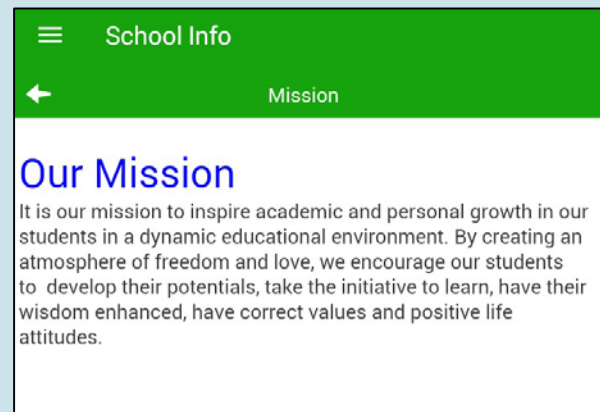 School Info
Mission
Our Mission
It is our mission to inspire academic and personal growth in our
students in a dynamic educational environment. By creating an
atmosphere of freedom and love, we encourage our students
to  develop their potentials, take the initiative to learn, have their
wisdom enhanced, have correct values and positive life
attitudes.